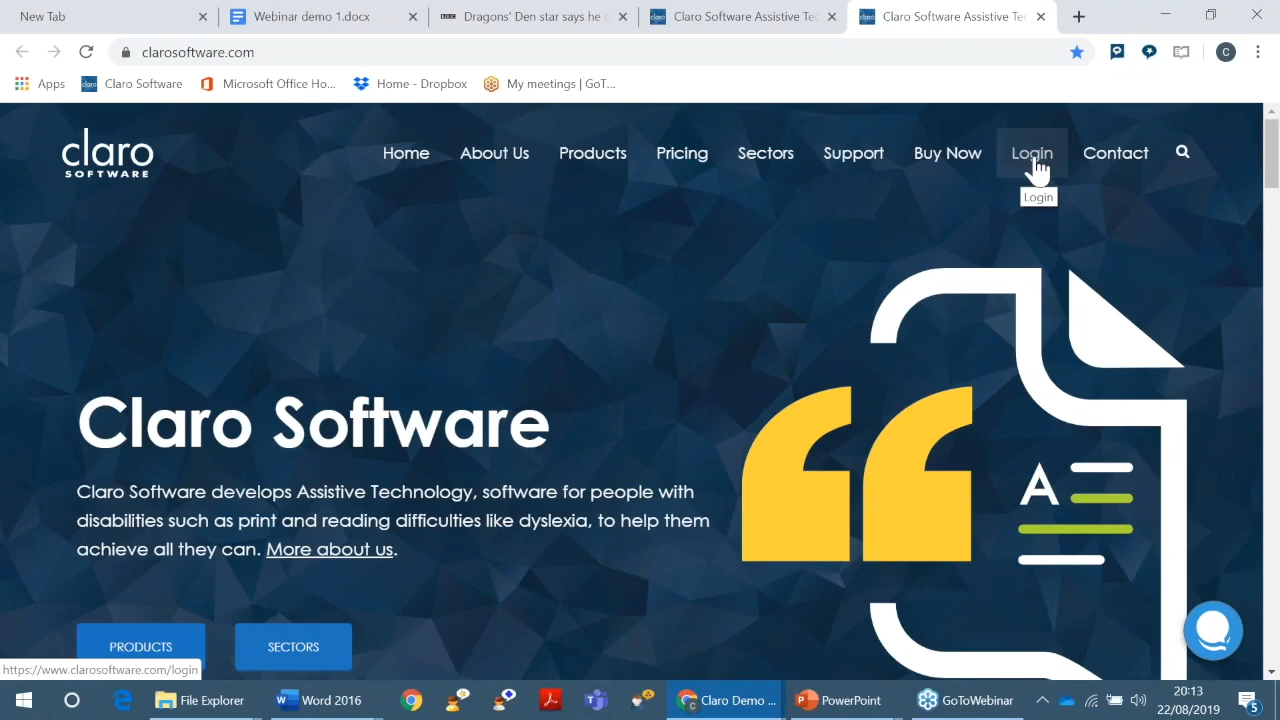 New Tab
Webinar demo 1.docx
BBC Dragons' Den star says he
Claro Software Assistive Te
Claro Software Assistive Te
clarosoftware.com
C
Apps
Claro Software
Microsoft Office Ho...
Home - Dropbox
My meetings | GoT...
claro
SOFTWARE
Home
About Us
Products
Pricing
Sectors
Support
Buy Now
Login
Contact
Login
Claro Software
Claro Software develops Assistive Technology, software for people with
disabilities such as print and reading difficulties like dyslexia, to help them
achieve all they can. More about us.
A
PRODUCTS
SECTORS
https://www.clarosoftware.com/login
File Explorer
Word 2016
Claro Demo ...
PowerPoint
GoToWebinar
20:13
22/08/2019
5